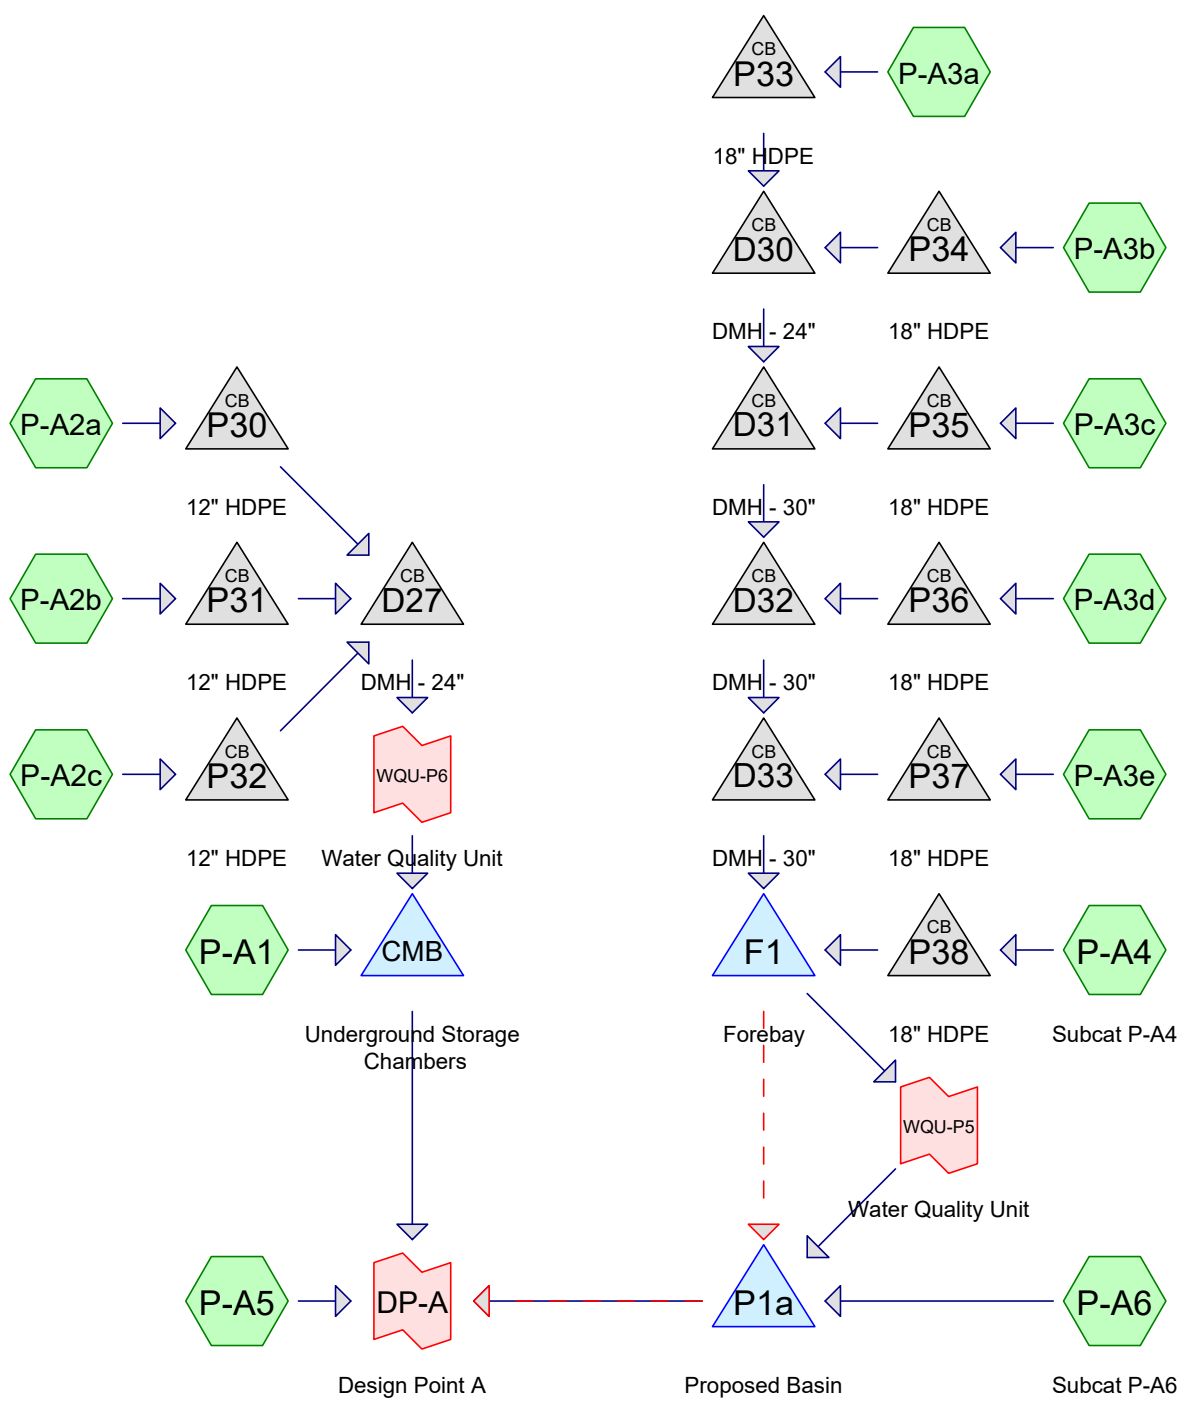 CB
P33
P-A3a
18" HDPE
CB
D30
CB
P34
P-A3b
DMH - 24"
18" HDPE
P-A2a
CB
P30
CB
D31
CB
P35
P-A3c
12" HDPE
DMH - 30"
18" HDPE
P-A2b
CB
P31
CB
D27
CB
D32
CB
P36
P-A3d
12" HDPE
DMH - 24"
DMH - 30"
18" HDPE
P-A2c
CB
P32
WQU-P6
CB
D33
CB
P37
P-A3e
12" HDPE
Water Quality Unit
DMH - 30"
18" HDPE
P-A1
CMB
F1
CB
P38
P-A4
Underground Storage
Chambers
Forebay
18" HDPE
Subcat P-A4
WQU-P5
Water Quality Unit
P-A5
DP-A
P1a
P-A6
Design Point A
Proposed Basin
Subcat P-A6